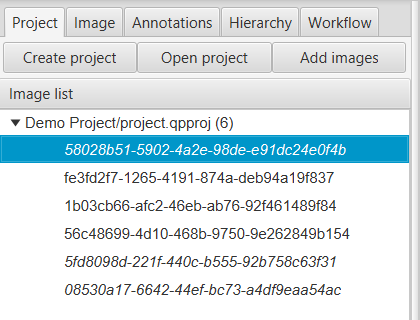 Project Image Annotations Hierarchy Workflow
Create project Open project Add images
Image list
Demo Project/project.qpproj (6)
58028b51-5902-4a2e-98de-e91dc24e0f4b
fe3fd2f7-1265-4191-874a-deb94a19f837
1b03cb66-afc2-46eb-ab76-92f461489f84
56c48699-4d10-468b-9750-9e262849b154
5fd8098d-221f-440c-b555-92b758c63f31
08530a17-6642-44ef-bc73-a4df9eaa54ac